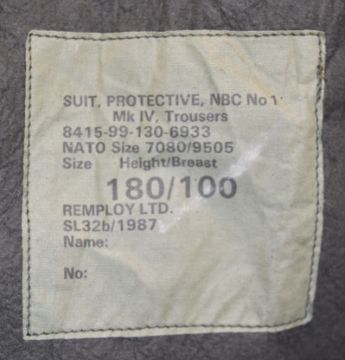 SUIT, PROTECTIVE, NBC No 1
Mk IV, Trousers
8415-99-130-6933
NATO Size 7080/9505
Size Height/Breast
180/100
REMPLOY LTD.
SL32b/1987
Name:
No: